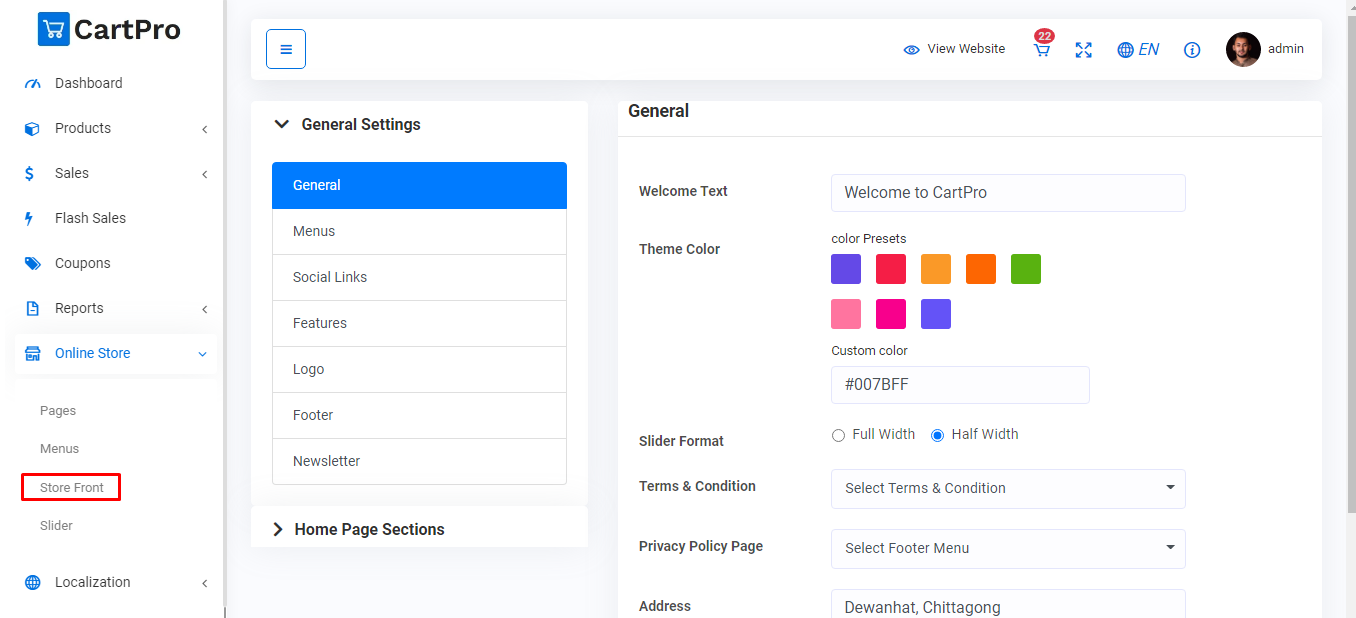 CartPro
Dashboard
Products
Sales
Flash Sales
Coupons
Reports
Online Store
Pages
Menus
Store Front
Slider
Localization
View Website
22
EN
admin
General Settings
General
Menus
Social Links
Features
Logo
Footer
Newsletter
Home Page Sections
General
Welcome Text
Welcome to CartPro
Theme Color
color Presets
Custom color
#007BFF
Slider Format
Full Width
Half Width
Terms & Condition
Select Terms & Condition
Privacy Policy Page
Select Footer Menu
Address
Dewanhat, Chittagong